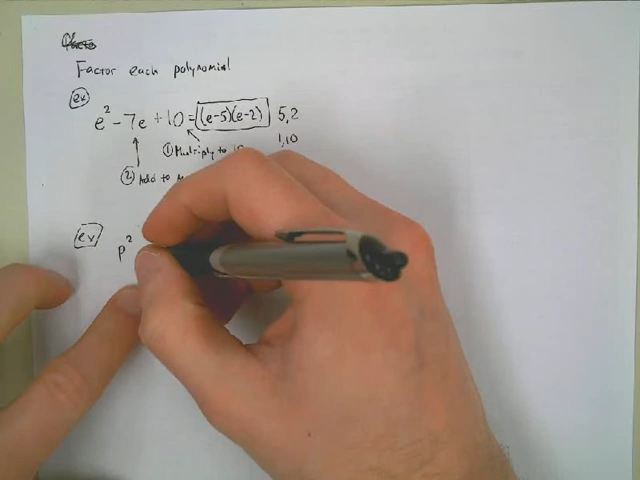 Factor each polynomial
ex
e² - 7e + 10 = (e-5)(e-2) 5,2
① Multiply to 1,10
② Add to
ex
p²